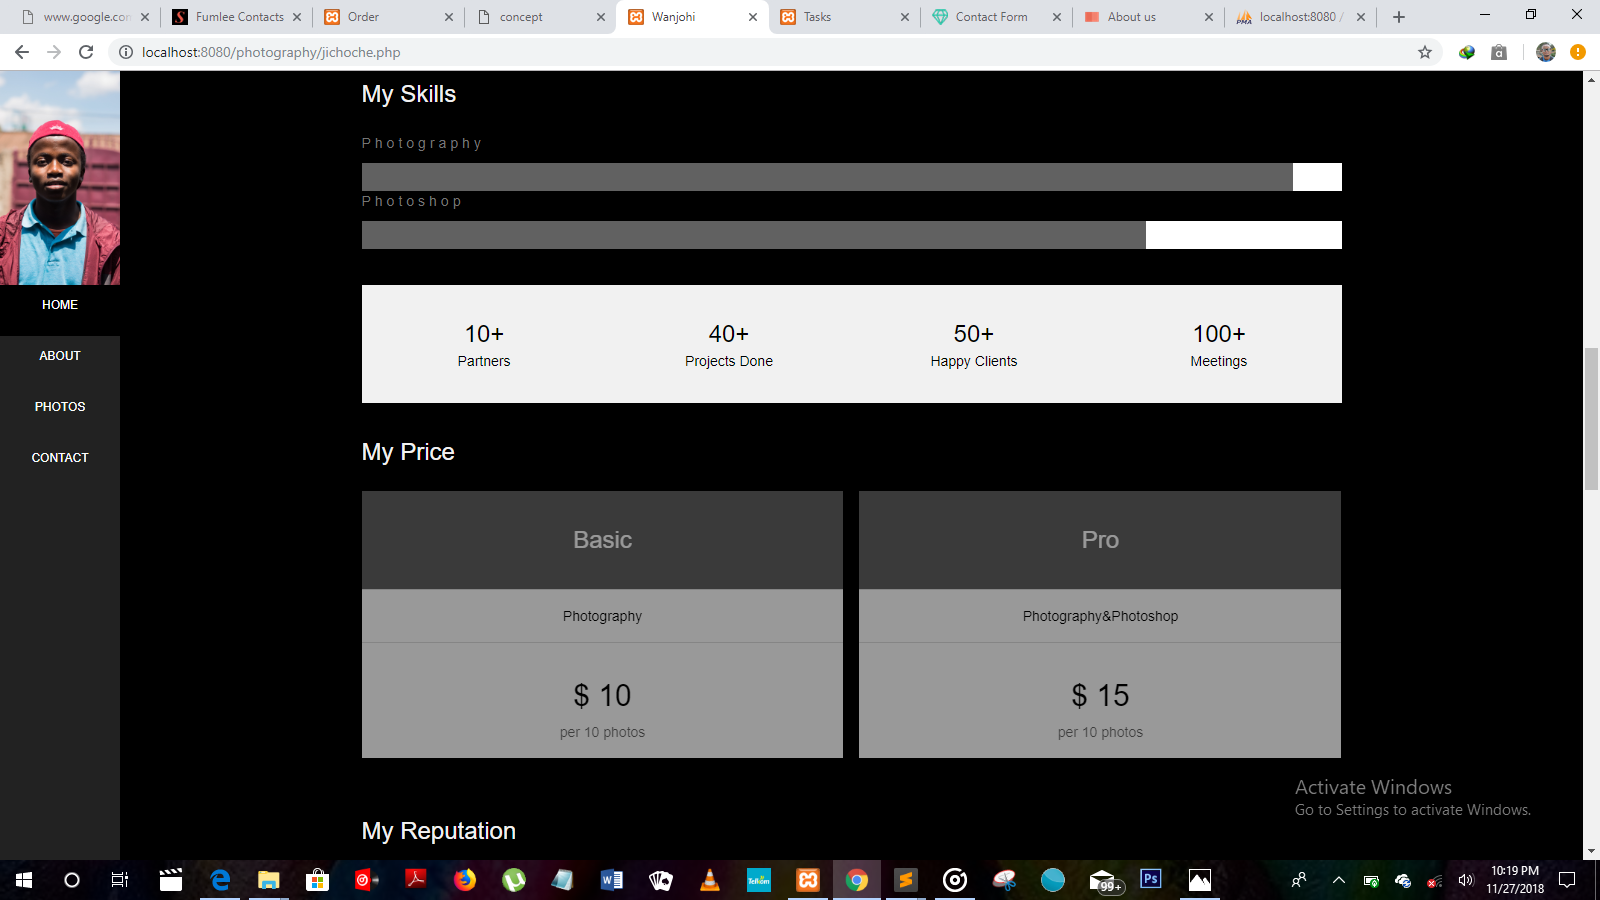 www.google.com
Fumlee Contacts
Order
concept
Wanjohi
Tasks
Contact Form
About us
localhost:8080 /
localhost:8080/photography/jichoche.php
HOME
ABOUT
PHOTOS
CONTACT
My Skills
Photography
Photoshop
10+
Partners
40+
Projects Done
50+
Happy Clients
100+
Meetings
My Price
Basic
Photography
$ 10
per 10 photos
Pro
Photography&Photoshop
$ 15
per 10 photos
My Reputation
Activate Windows
Go to Settings to activate Windows.
Telkom
99+
Ps
10:19 PM
11/27/2018